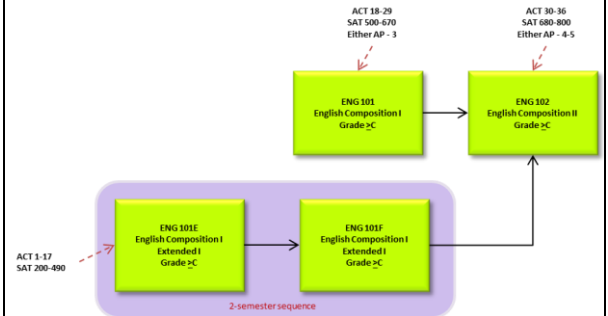 ACT 18-29
SAT 500-670
Either AP - 3
ACT 30-36
SAT 680-800
Either AP - 4-5
ENG 101
English Composition I
Grade >C
ENG 102
English Composition II
Grade >C
ENG 101E
English Composition I
Extended I
Grade >C
ENG 101F
English Composition I
Extended I
Grade >C
ACT 1-17
SAT 200-490
2-semester sequence